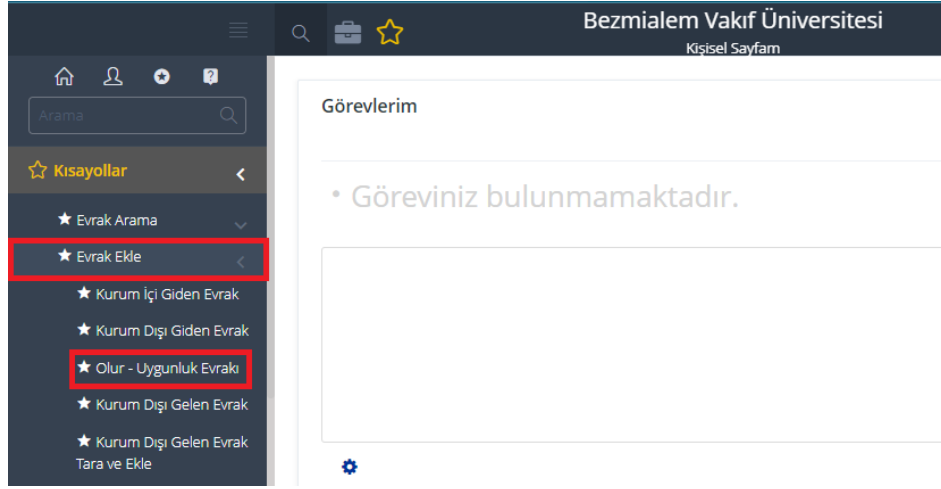 Bezmialem Vakıf Üniversitesi
Kişisel Sayfam
Arama
Kısayollar
Evrak Arama
Evrak Ekle
Kurum İçi Giden Evrak
Kurum Dışı Giden Evrak
Olur - Uygunluk Evrakı
Kurum Dışı Gelen Evrak
Kurum Dışı Gelen Evrak
Tara ve Ekle
Görevlerim
Göreviniz bulunmamaktadır.